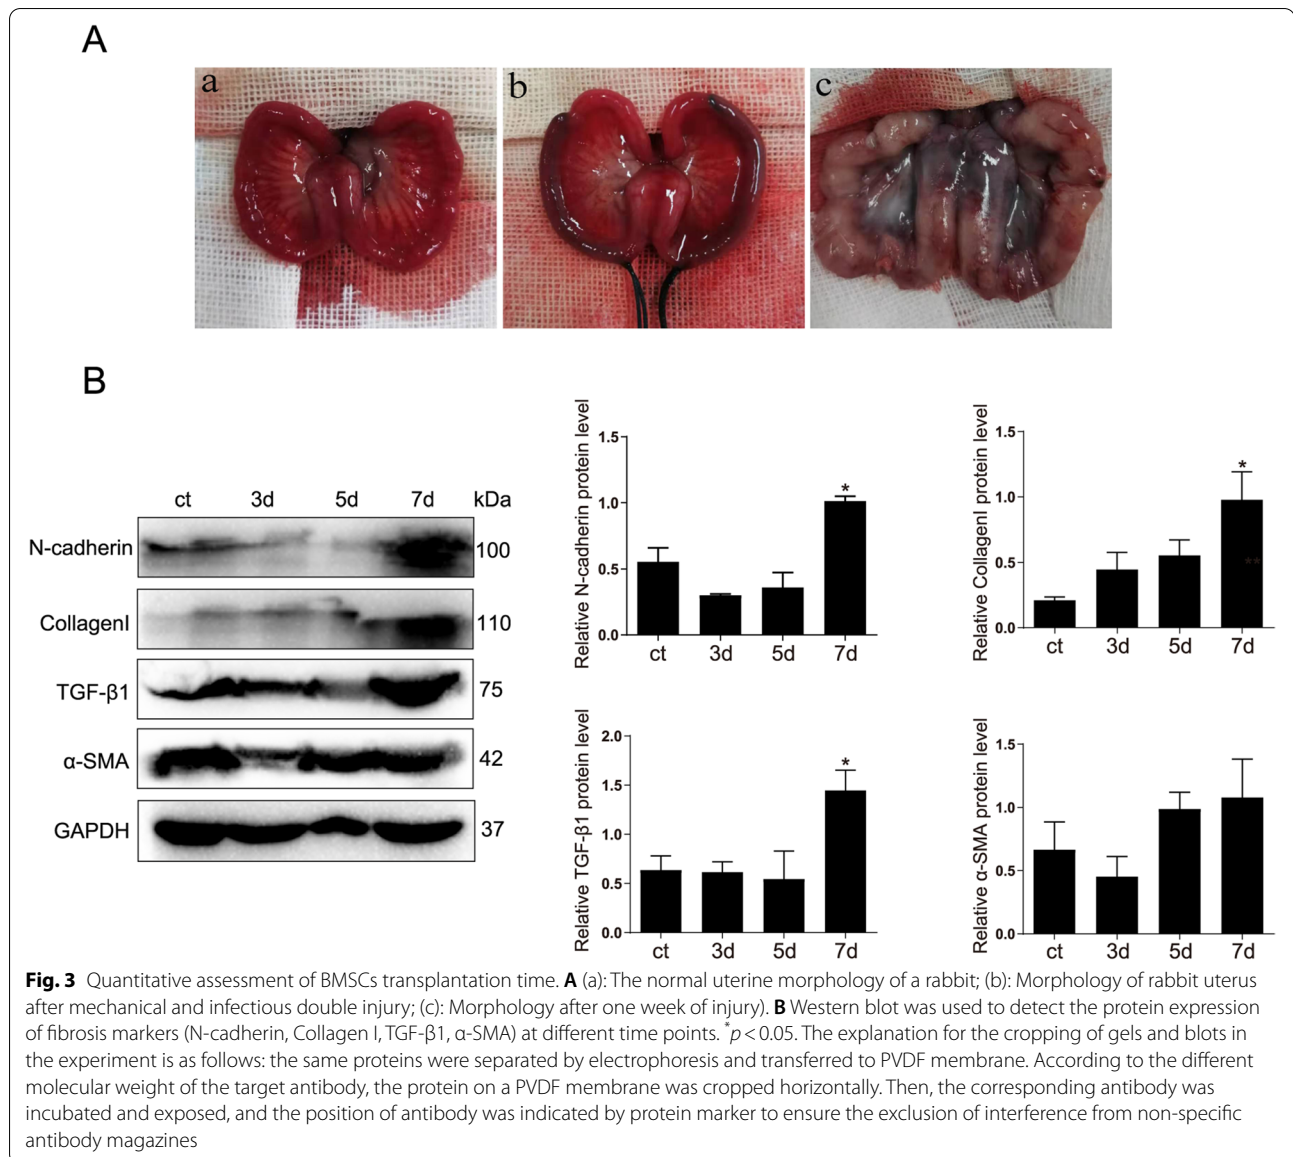 A
a
b
c
B
ct 3d 5d 7d kDa
N-cadherin 100
CollagenI 110
TGF-β1 75
α-SMA 42
GAPDH 37
Relative N-cadherin protein level
1.5
1.0
0.5
0.0
*
ct 3d 5d 7d
Relative CollagenI protein level
1.5
1.0
0.5
0.0
*
**
ct 3d 5d 7d
Relative TGF-β1 protein level
2.0
1.5
1.0
0.5
0.0
*
ct 3d 5d 7d
Relative α-SMA protein level
1.5
1.0
0.5
0.0
ct 3d 5d 7d
Fig. 3 Quantitative assessment of BMSCs transplantation time. A (a): The normal uterine morphology of a rabbit; (b): Morphology of rabbit uterus
after mechanical and infectious double injury; (c): Morphology after one week of injury). B Western blot was used to detect the protein expression
of fibrosis markers (N-cadherin, Collagen I, TGF-β1, α-SMA) at different time points. *p < 0.05. The explanation for the cropping of gels and blots in
the experiment is as follows: the same proteins were separated by electrophoresis and transferred to PVDF membrane. According to the different
molecular weight of the target antibody, the protein on a PVDF membrane was cropped horizontally. Then, the corresponding antibody was
incubated and exposed, and the position of antibody was indicated by protein marker to ensure the exclusion of interference from non-specific
antibody magazines